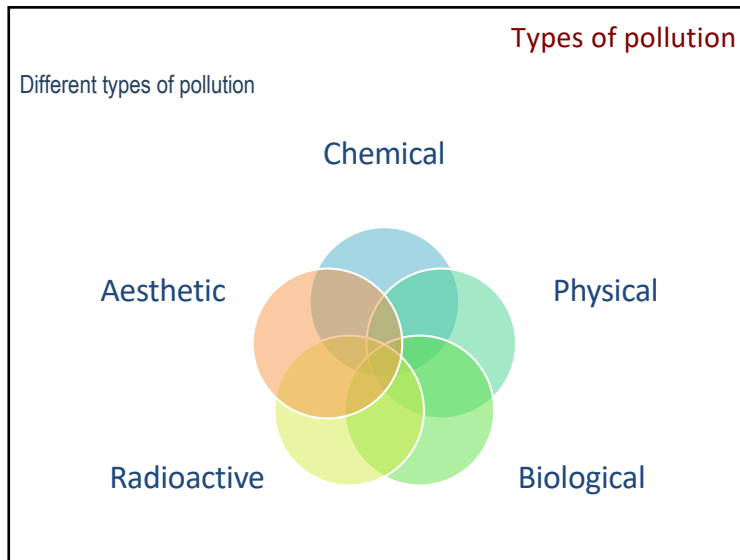 Types of pollution
Different types of pollution
Chemical
Aesthetic
Physical
Radioactive
Biological